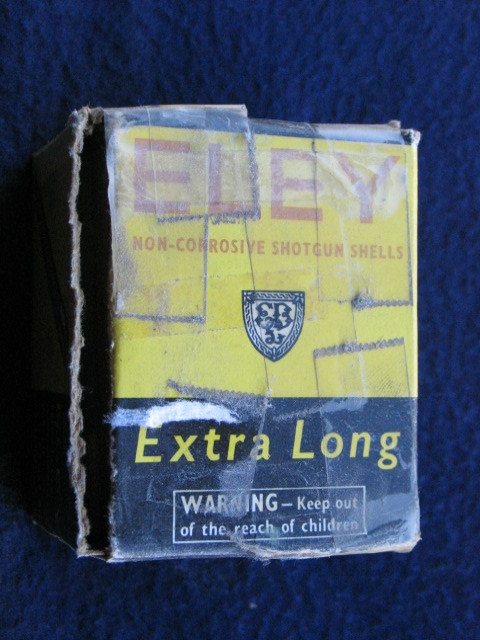 ELEY
NON-CORROSIVE SHOTGUN SHELLS
Extra Long
WARNING – Keep out
of the reach of children